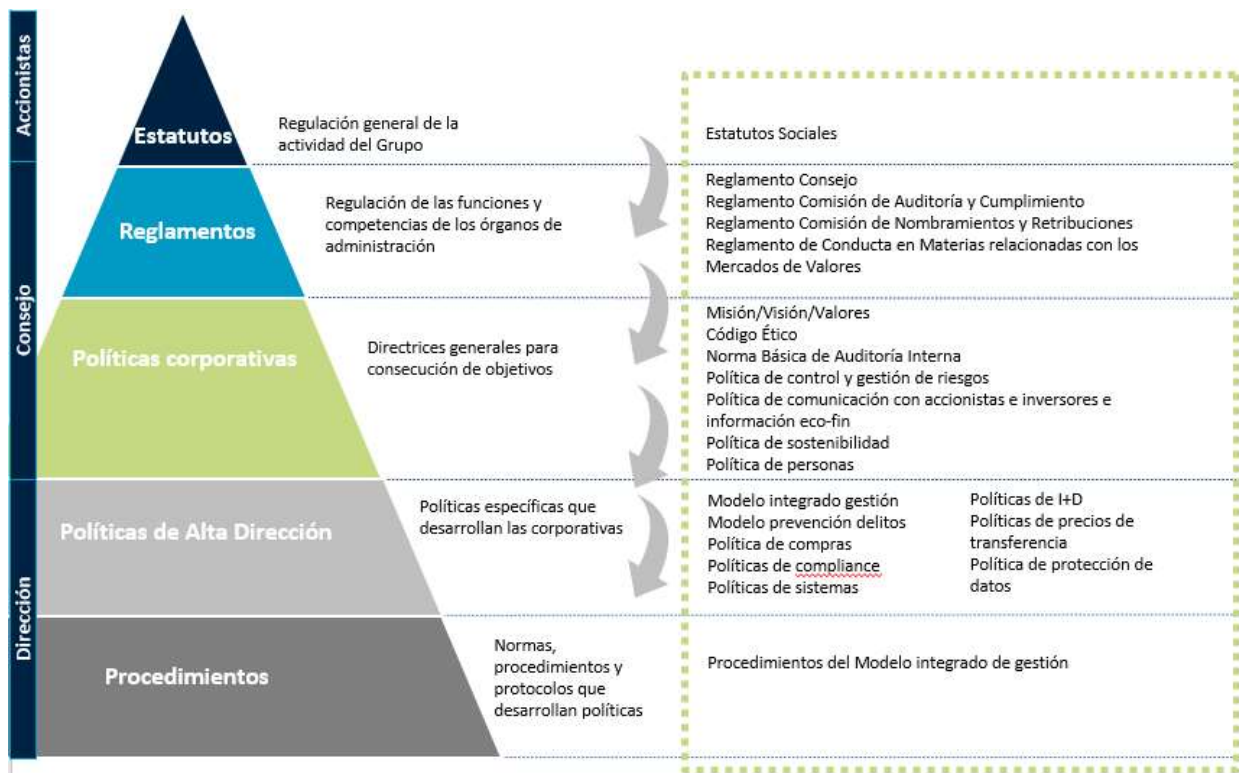 Accionistas
Estatutos
Regulación general de la
actividad del Grupo
Estatutos Sociales
Consejo
Reglamentos
Regulación de las funciones y
competencias de los órganos de
administración
Reglamento Consejo
Reglamento Comisión de Auditoría y Cumplimiento
Reglamento Comisión de Nombramientos y Retribuciones
Reglamento de Conducta en Materias relacionadas con los
Mercados de Valores
Políticas corporativas
Directrices generales para
consecución de objetivos
Misión/Visión/Valores
Código Ético
Norma Básica de Auditoría Interna
Política de control y gestión de riesgos
Política de comunicación con accionistas e inversores e
información eco-fin
Política de sostenibilidad
Política de personas
Dirección
Políticas de Alta Dirección
Políticas específicas que
desarrollan las corporativas
Modelo integrado gestión
Modelo prevención delitos
Política de compras
Políticas de compliance
Políticas de sistemas
Políticas de I+D
Políticas de precios de
transferencia
Política de protección de
datos
Procedimientos
Normas,
procedimientos y
protocolos que
desarrollan políticas
Procedimientos del Modelo integrado de gestión